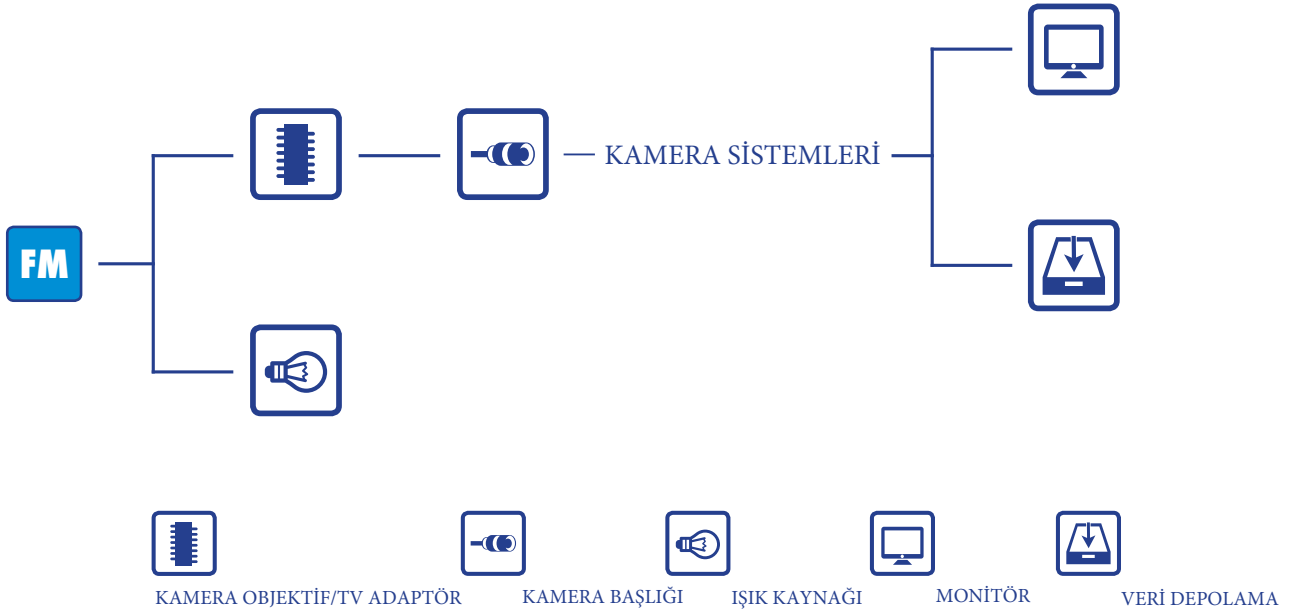 FM
KAMERA SİSTEMLERİ
KAMERA OBJEKTİF/TV ADAPTÖR
KAMERA BAŞLIĞI
IŞIK KAYNAĞI
MONİTÖR
VERİ DEPOLAMA